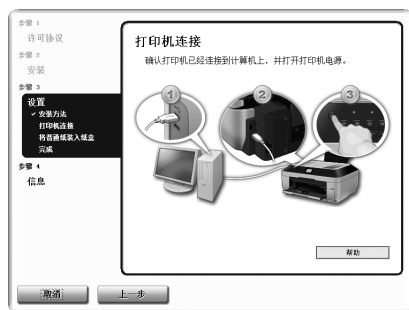 步骤 1
许可协议
步骤 2
安装
步骤 3
设置
✓ 安装方法
打印机连接
将普通纸装入纸盒
完成
步骤 4
信息
打印机连接
确认打印机已经连接到计算机上，并打开打印机电源。
1
2
3
帮助
取消
上一步